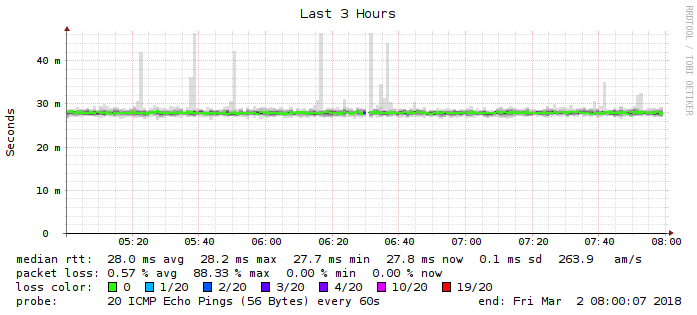 Last 3 Hours
RRDTOOL / TOBI OETIKER
Seconds
40 m
30 m
20 m
10 m
0
05:20 05:40 06:00 06:20 06:40 07:00 07:20 07:40 08:00
median rtt: 28.0 ms avg 28.2 ms max 27.7 ms min 27.8 ms now 0.1 ms sd 263.9 am/s
packet loss: 0.57 % avg 88.33 % max 0.00 % min 0.00 % now
loss color: 0 1/20 2/20 3/20 4/20 10/20 19/20
probe: 20 ICMP Echo Pings (56 Bytes) every 60s end: Fri Mar 2 08:00:07 2018